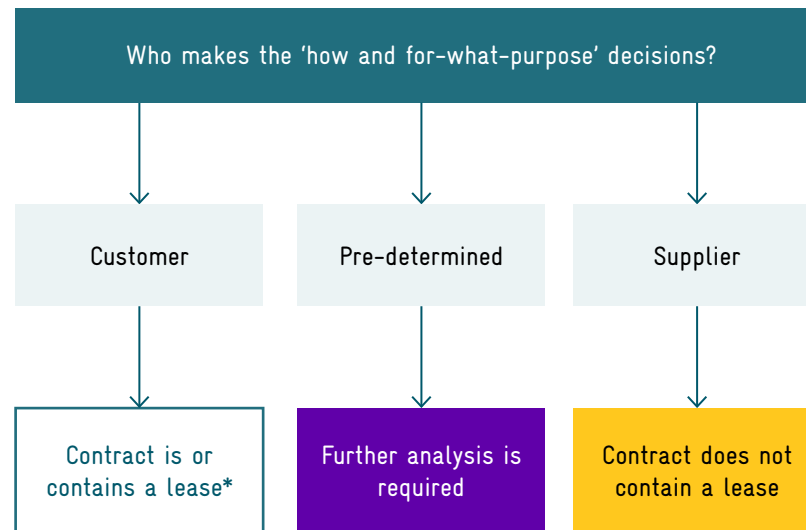 Who makes the ‘how and for-what-purpose’ decisions?
Customer
Pre-determined
Supplier
Contract is or
contains a lease*
Further analysis is
required
Contract does not
contain a lease